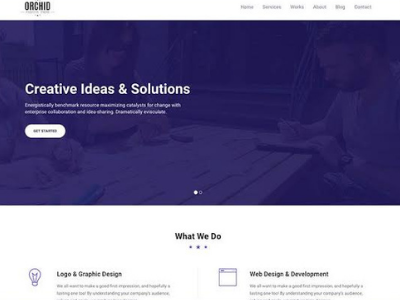 ORCHID
Home Services Works About Blog Contact
Creative Ideas & Solutions
Energistically benchmark resource maximizing catalysts for change with
enterprise collaboration and idea-sharing. Dramatically evisculate.
GET STARTED
What We Do
Logo & Graphic Design
We all want to make a good first impression, and hopefully a
lasting one too! By understanding your company's audience,
Web Design & Development
We all want to make a good first impression, and hopefully a
lasting one too! By understanding your company's audience,